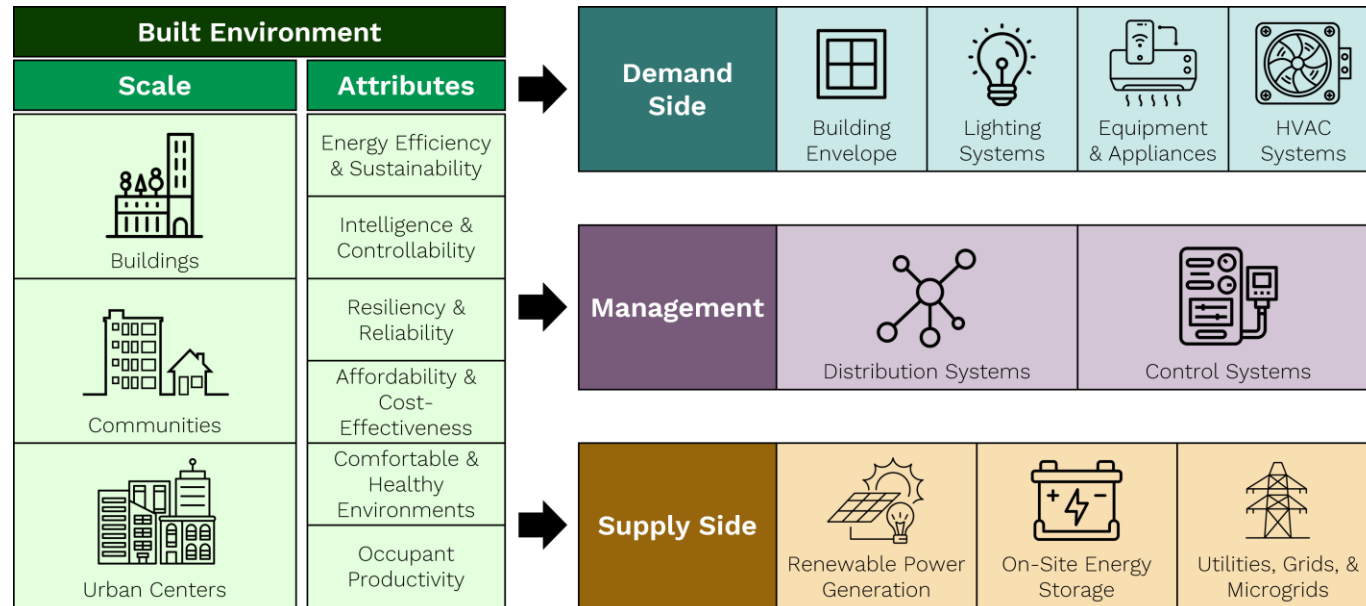 Built Environment
Scale
Attributes
Buildings
Communities
Urban Centers
Energy Efficiency
& Sustainability
Intelligence &
Controllability
Resiliency &
Reliability
Affordability &
Cost-
Effectiveness
Comfortable &
Healthy
Environments
Occupant
Productivity
Demand
Side
Building
Envelope
Lighting
Systems
Equipment
& Appliances
HVAC
Systems
Management
Distribution Systems
Control Systems
Supply Side
Renewable Power
Generation
On-Site Energy
Storage
Utilities, Grids, &
Microgrids